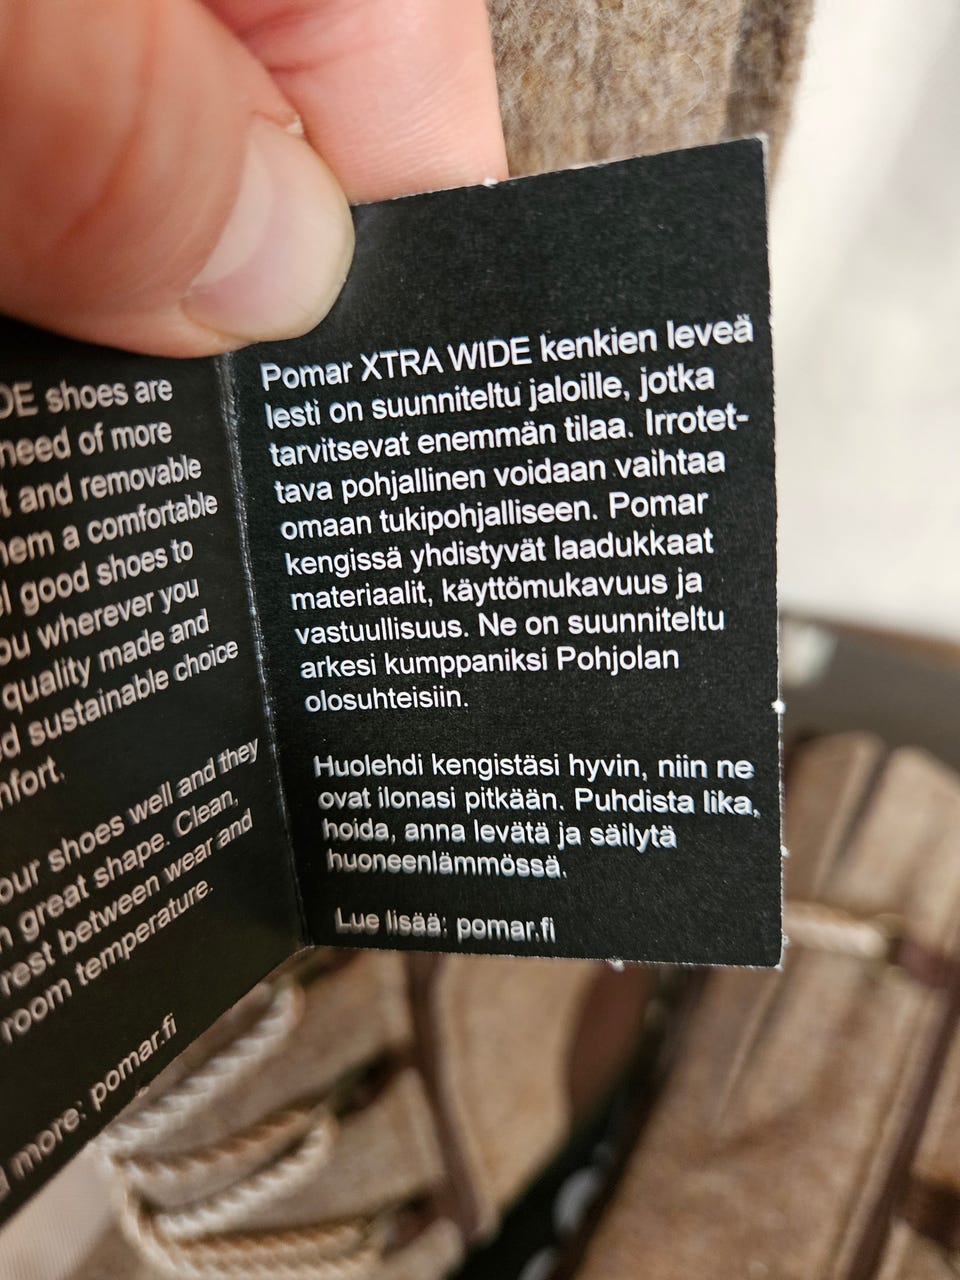 DE shoes are
need of more
and removable
a comfortable
good shoes to
wherever you
quality made and
sustainable choice
shoes well and they
great shape. Clean,
rest between wear and
room temperature.
more: pomar.fi
Pomar XTRA WIDE kenkien leveä
lesti on suunniteltu jaloille, jotka
tarvitsevat enemmän tilaa. Irrotet-
tava pohjallinen voidaan vaihtaa
omaan tukipohjalliseen. Pomar
kengissä yhdistyvät laadukkaat
materiaalit, käyttömukavuus ja
vastuullisuus. Ne on suunniteltu
arkesi kumppaniksi Pohjolan
olosuhteisiin.
Huolehdi kengistäsi hyvin, niin ne
ovat ilonasi pitkään. Puhdista lika,
hoida, anna levätä ja säilytä
huoneenlämmössä.
Lue lisää: pomar.fi